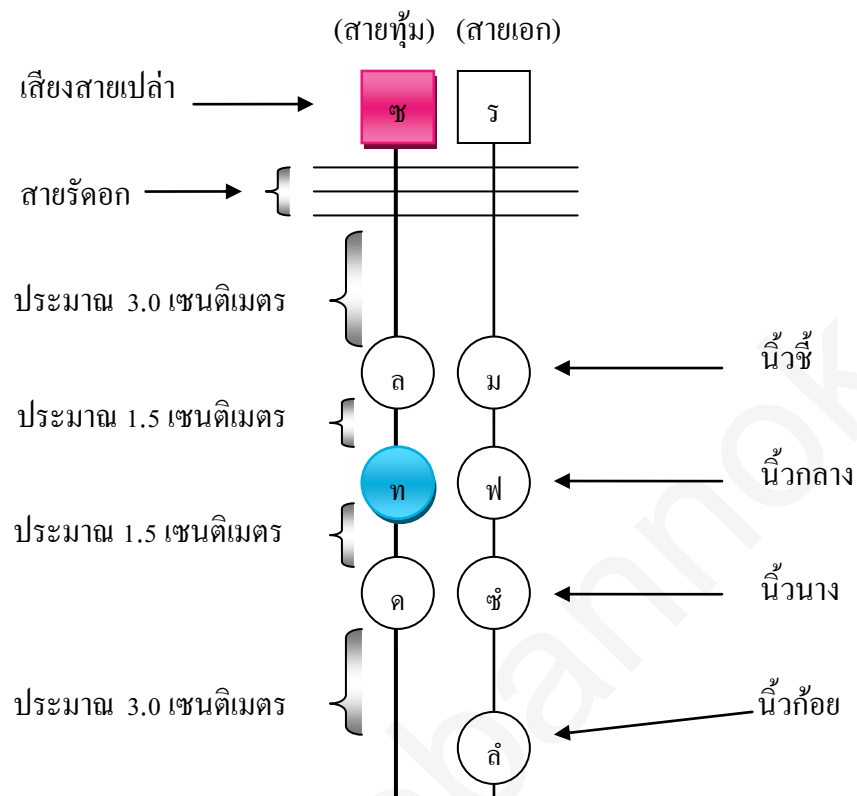 (สายทุ้ม) (สายเอก)
เสียงสายเปล่า
ซ ร
สายรัดอก
ประมาณ 3.0 เซนติเมตร
นิ้วชี้
ล ม
ประมาณ 1.5 เซนติเมตร
นิ้วกลาง
ท ฟ
ประมาณ 1.5 เซนติเมตร
นิ้วนาง
ด ซํ
ประมาณ 3.0 เซนติเมตร
นิ้วก้อย
ลํ
bannok